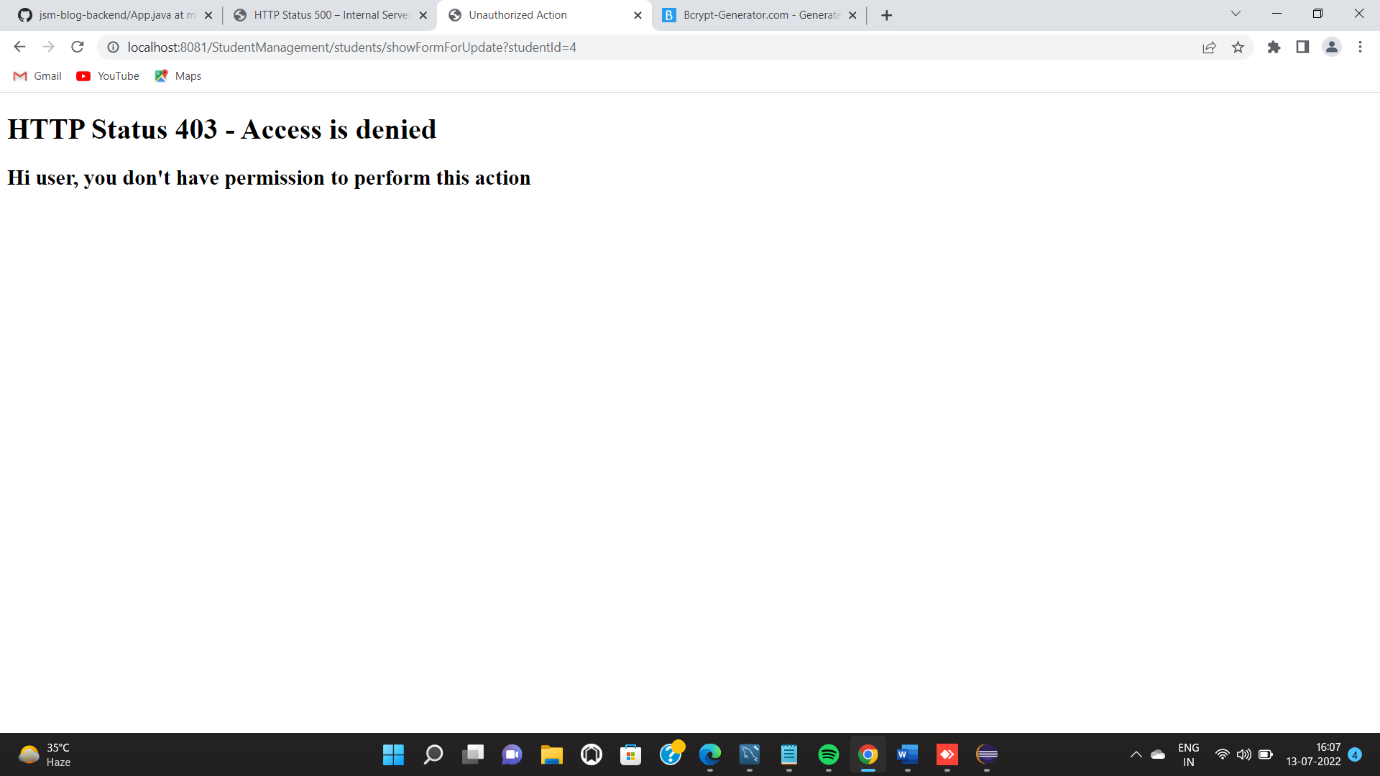 jsm-blog-backend/App.java at m
HTTP Status 500 – Internal Server
Unauthorized Action
Bcrypt-Generator.com - Generate
localhost:8081/StudentManagement/students/showFormForUpdate?studentId=4
Gmail
YouTube
Maps
HTTP Status 403 - Access is denied
Hi user, you don't have permission to perform this action
35°C
Haze
ENG
IN
16:07
13-07-2022
4